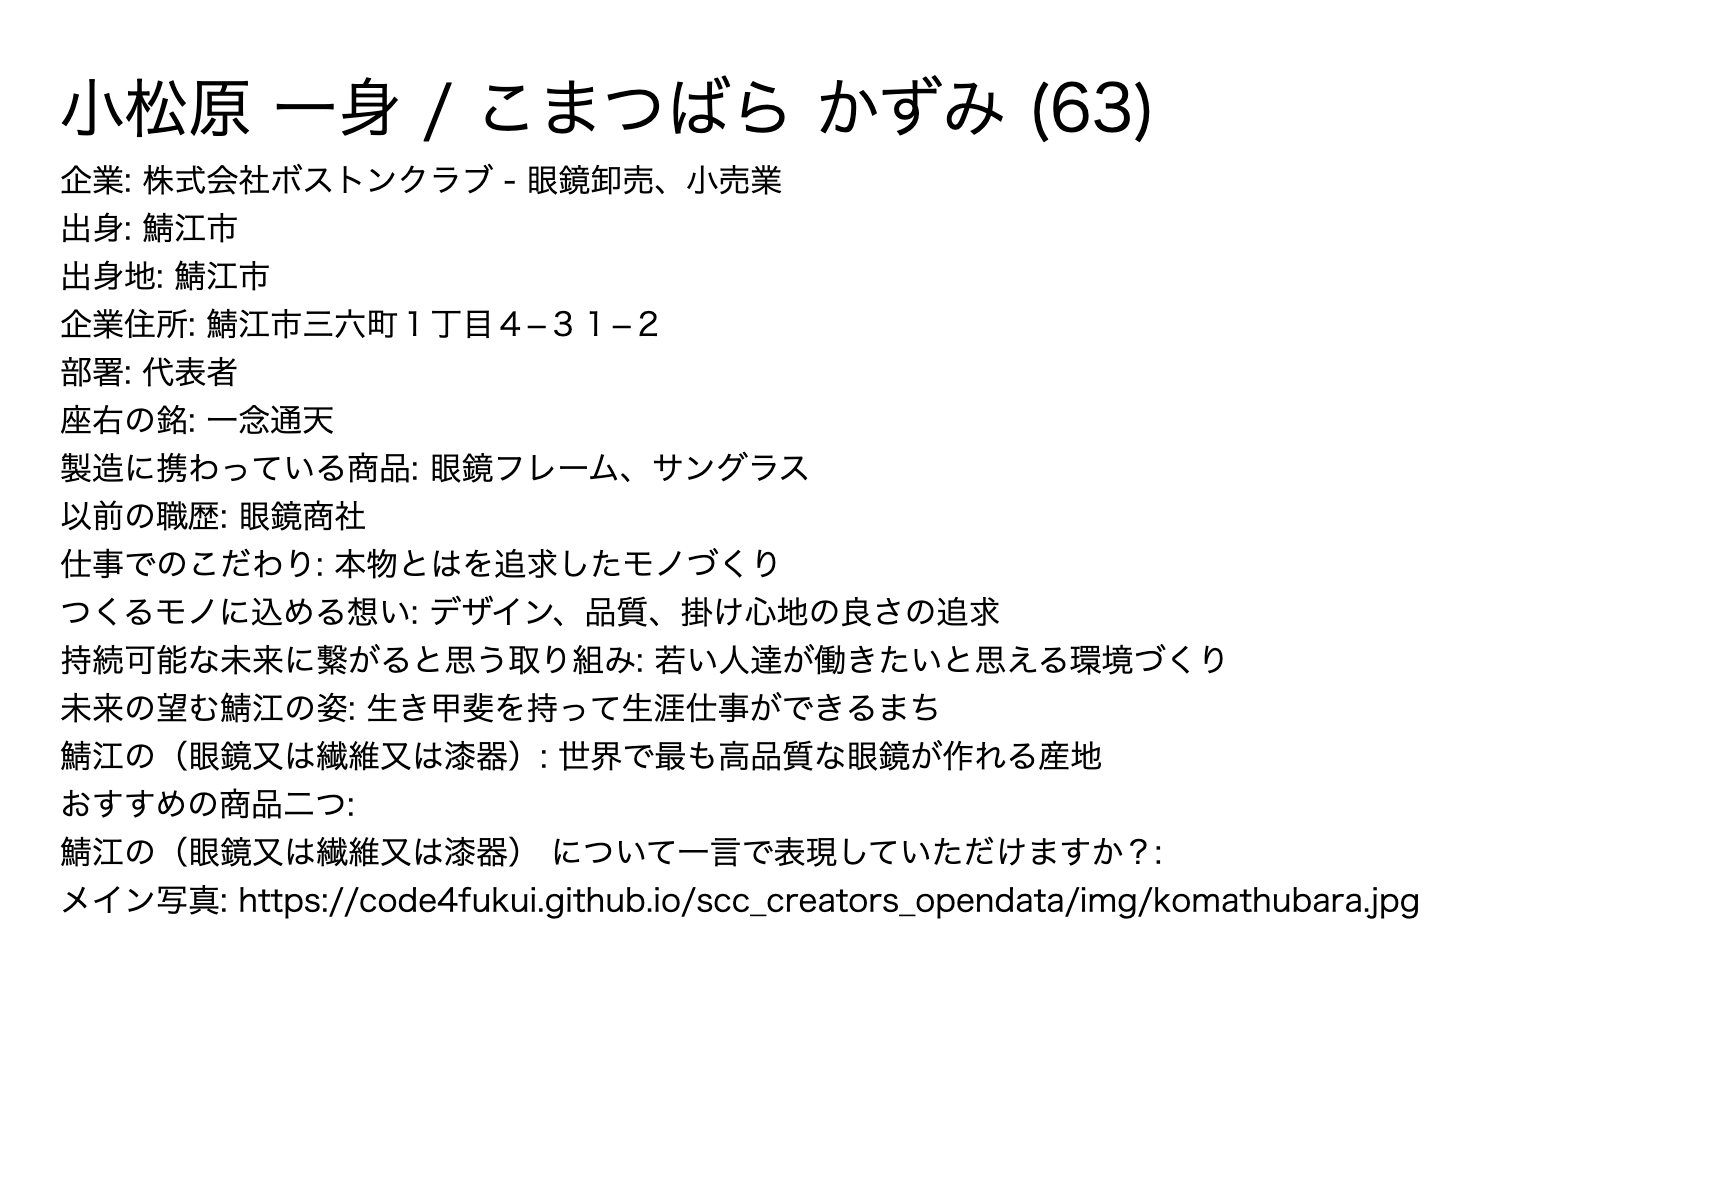 小松原 一身 / こまつばら かずみ (63)
企業: 株式会社ボストンクラブ - 眼鏡卸売、小売業
出身: 鯖江市
出身地: 鯖江市
企業住所: 鯖江市三六町１丁目４−３１−２
部署: 代表者
座右の銘: 一念通天
製造に携わっている商品: 眼鏡フレーム、サングラス
以前の職歴: 眼鏡商社
仕事でのこだわり: 本物とはを追求したモノづくり
つくるモノに込める想い: デザイン、品質、掛け心地の良さの追求
持続可能な未来に繋がると思う取り組み: 若い人達が働きたいと思える環境づくり
未来の望む鯖江の姿: 生き甲斐を持って生涯仕事ができるまち
鯖江の（眼鏡又は繊維又は漆器）: 世界で最も高品質な眼鏡が作れる産地
おすすめの商品二つ:
鯖江の（眼鏡又は繊維又は漆器） について一言で表現していただけますか？:
メイン写真: https://code4fukui.github.io/scc_creators_opendata/img/komathubara.jpg